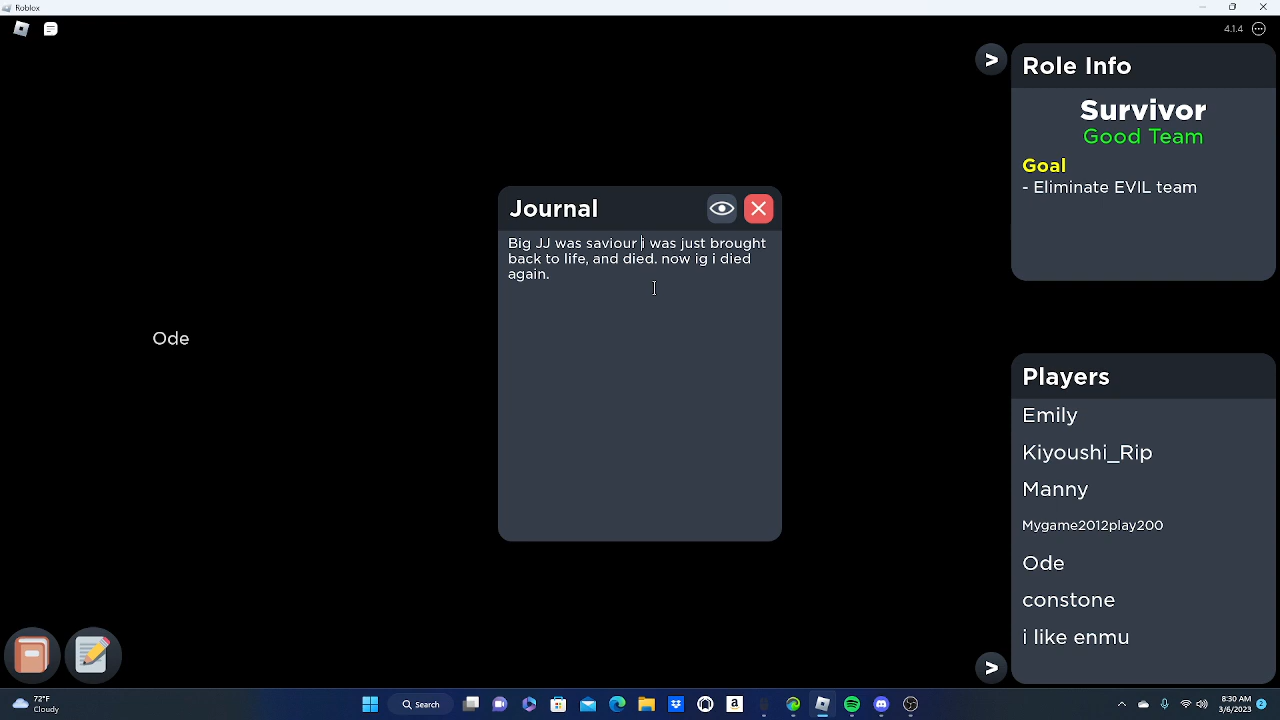 Roblox
4.1.4
>
Role Info
Survivor
Good Team
Goal
- Eliminate EVIL team
Journal
Big JJ was saviour i was just brought
back to life, and died. now ig i died
again.
Ode
Players
Emily
Kiyoushi_Rip
Manny
Mygame2012play200
Ode
constone
i like enmu
>
72°F
Cloudy
Search
8:30 AM
3/6/2023
2